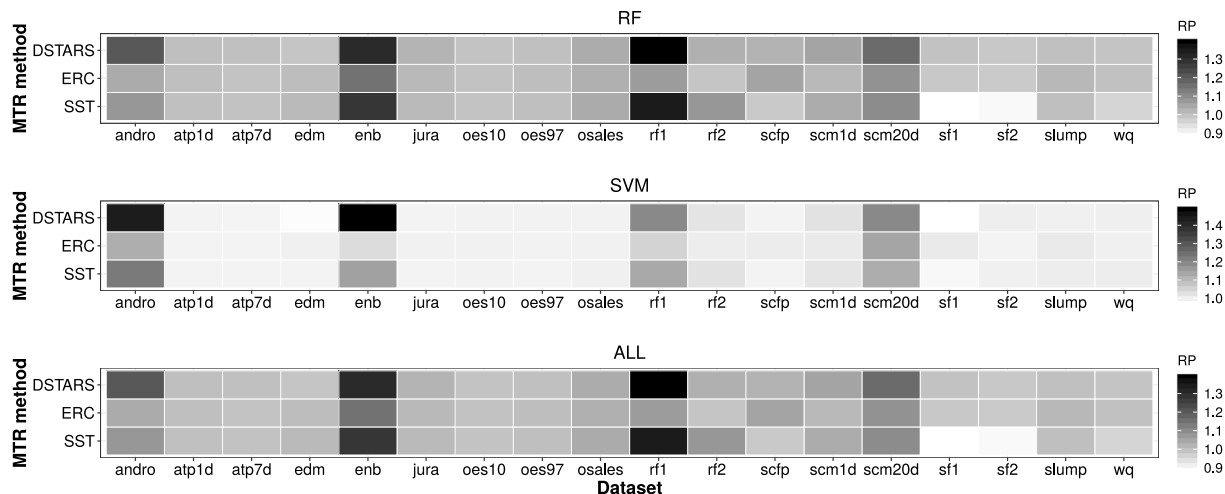 RF
MTR method
DSTARS
ERC
SST
andro atp1d atp7d edm enb jura oes10 oes97 osales rf1 rf2 scfp scm1d scm20d sf1 sf2 slump wq
RP
1.3
1.2
1.1
1.0
0.9
SVM
MTR method
DSTARS
ERC
SST
andro atp1d atp7d edm enb jura oes10 oes97 osales rf1 rf2 scfp scm1d scm20d sf1 sf2 slump wq
RP
1.4
1.3
1.2
1.1
1.0
ALL
MTR method
DSTARS
ERC
SST
andro atp1d atp7d edm enb jura oes10 oes97 osales rf1 rf2 scfp scm1d scm20d sf1 sf2 slump wq
Dataset
RP
1.3
1.2
1.1
1.0
0.9